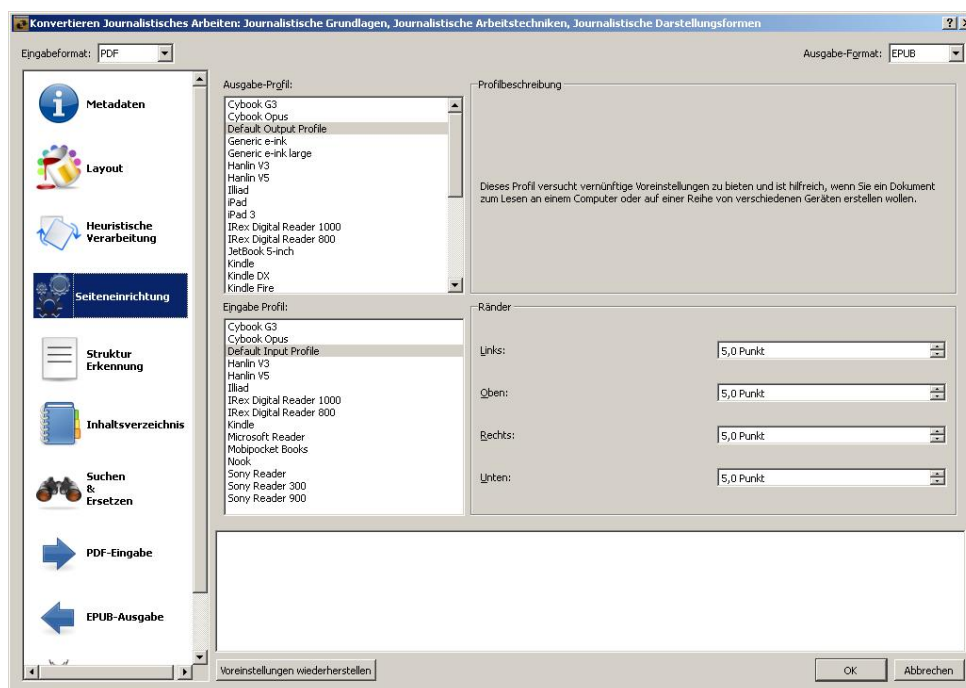 Konvertieren Journalistisches Arbeiten: Journalistische Grundlagen, Journalistische Arbeitstechniken, Journalistische Darstellungsformen
Eingabeformat: PDF
Ausgabe-Format: EPUB
Metadaten
Layout
Heuristische
Verarbeitung
Seiteneinrichtung
Struktur
Erkennung
Inhaltsverzeichnis
Suchen
&
Ersetzen
PDF-Eingabe
EPUB-Ausgabe
Ausgabe-Profil:
Cybook G3
Cybook Opus
Default Output Profile
Generic e-ink
Generic e-ink large
Hanlin V3
Hanlin V5
Illiad
iPad
iPad 3
IRex Digital Reader 1000
IRex Digital Reader 800
JetBook 5-inch
Kindle
Kindle DX
Kindle Fire
Profilbeschreibung
Dieses Profil versucht vernünftige Voreinstellungen zu bieten und ist hilfreich, wenn Sie ein Dokument
zum Lesen an einem Computer oder auf einer Reihe von verschiedenen Geräten erstellen wollen.
Eingabe Profil:
Cybook G3
Cybook Opus
Default Input Profile
Hanlin V3
Hanlin V5
Illiad
IRex Digital Reader 1000
IRex Digital Reader 800
Kindle
Microsoft Reader
Mobipocket Books
Nook
Sony Reader
Sony Reader 300
Sony Reader 900
Ränder
Links: 5,0 Punkt
Oben: 5,0 Punkt
Rechts: 5,0 Punkt
Unten: 5,0 Punkt
Voreinstellungen wiederherstellen
OK
Abbrechen